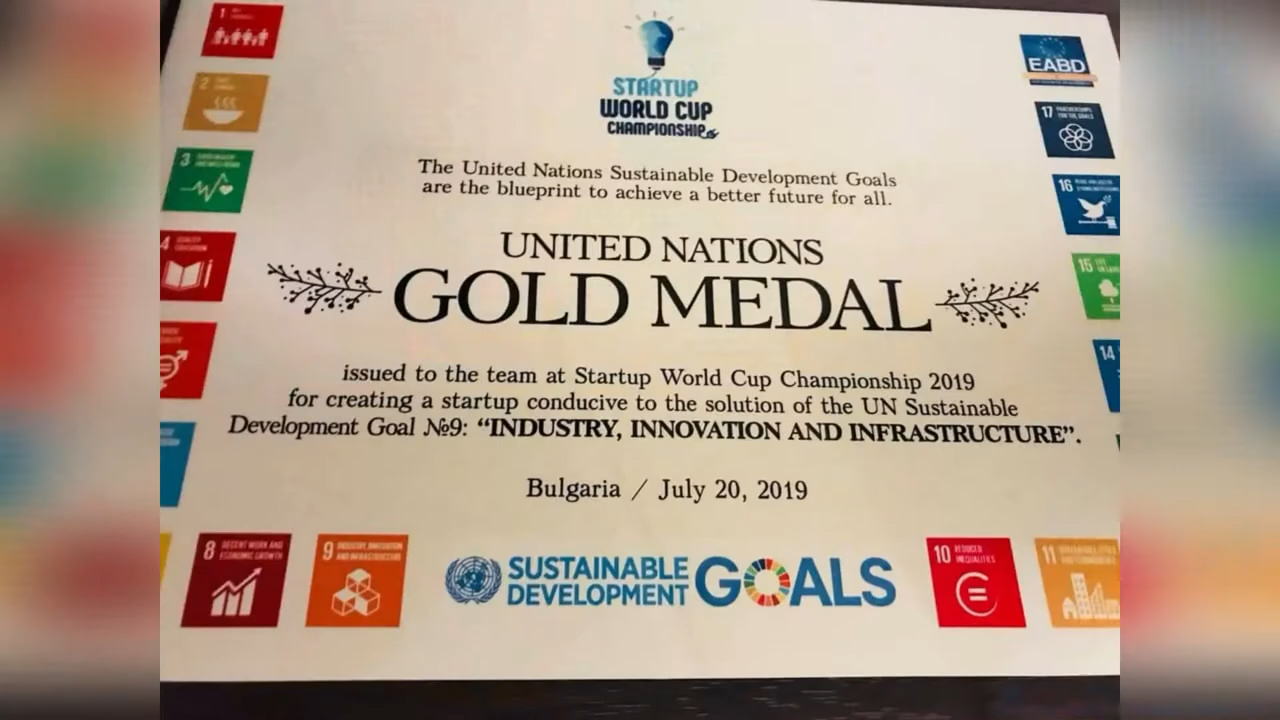 STARTUP
WORLD CUP
CHAMPIONSHIPS
EABD
The United Nations Sustainable Development Goals
are the blueprint to achieve a better future for all.
UNITED NATIONS
GOLD MEDAL
issued to the team at Startup World Cup Championship 2019
for creating a startup conducive to the solution of the UN Sustainable
Development Goal №9: “INDUSTRY, INNOVATION AND INFRASTRUCTURE”.
Bulgaria / July 20, 2019
1
2
3
4 QUALITY
EDUCATION
17 PARTNERSHIPS
FOR THE GOALS
16
15 LIFE
14
8 DECENT WORK AND
ECONOMIC GROWTH
9 INDUSTRY, INNOVATION
AND INFRASTRUCTURE
SUSTAINABLE
DEVELOPMENT
GOALS
10 REDUCED
INEQUALITIES
11